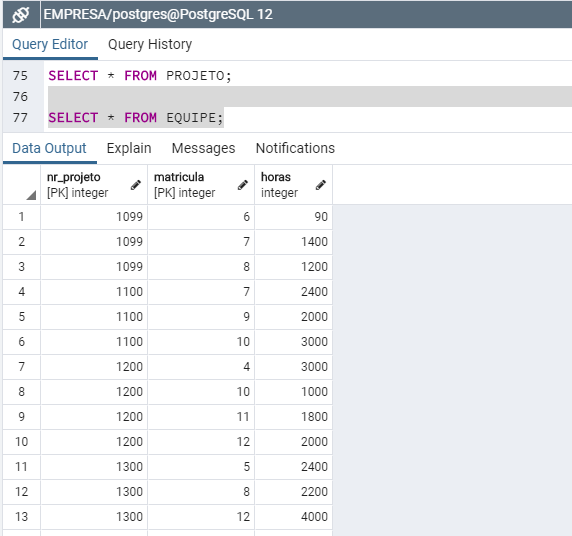 EMPRESA/postgres@PostgreSQL 12
Query Editor Query History
75 SELECT * FROM PROJETO;
76
77 SELECT * FROM EQUIPE;
Data Output Explain Messages Notifications
nr_projeto matricula horas
[PK] integer [PK] integer integer
1 1099 6 90
2 1099 7 1400
3 1099 8 1200
4 1100 7 2400
5 1100 9 2000
6 1100 10 3000
7 1200 4 3000
8 1200 10 1000
9 1200 11 1800
10 1200 12 2000
11 1300 5 2400
12 1300 8 2200
13 1300 12 4000